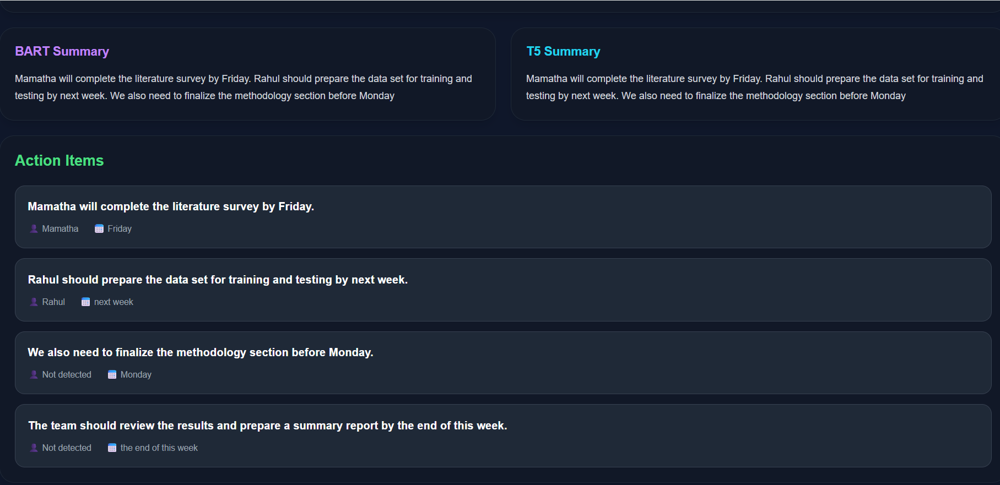 BART Summary
Mamatha will complete the literature survey by Friday. Rahul should prepare the data set for training and
testing by next week. We also need to finalize the methodology section before Monday
T5 Summary
Mamatha will complete the literature survey by Friday. Rahul should prepare the data set for training and
testing by next week. We also need to finalize the methodology section before Monday
Action Items
Mamatha will complete the literature survey by Friday.
Mamatha Friday
Rahul should prepare the data set for training and testing by next week.
Rahul next week
We also need to finalize the methodology section before Monday.
Not detected Monday
The team should review the results and prepare a summary report by the end of this week.
Not detected the end of this week